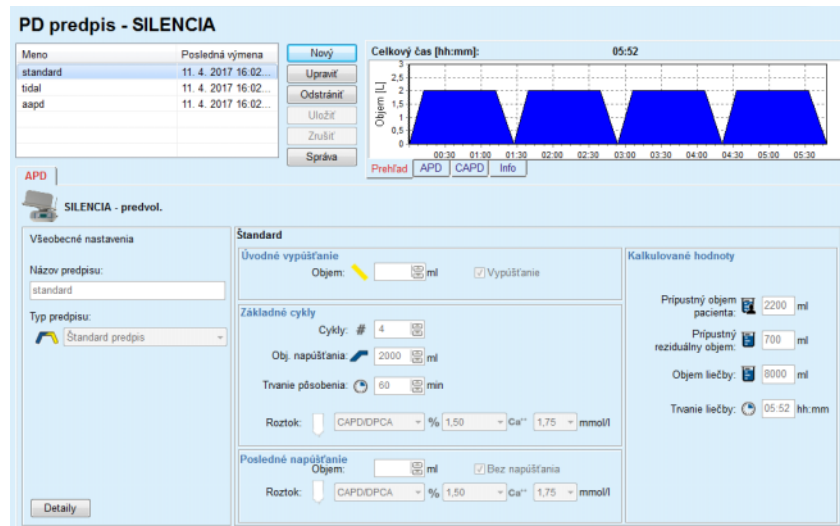 PD predpis - SILENCIA
Meno Posledná výmena
standard 11. 4. 2017 16:02...
tidal 11. 4. 2017 16:02...
aapd 11. 4. 2017 16:02...
Nový
Upraviť
Odstrániť
Uložiť
Zrušiť
Správa
Celkový čas [hh:mm]: 05:52
Objem [L]
3
2,5
2
1,5
1
0,5
0
00:30 01:00 01:30 02:00 02:30 03:00 03:30 04:00 04:30 05:00 05:30
Prehľad APD CAPD Info
APD
SILENCIA - predvol.
Všeobecné nastavenia
Názov predpisu:
standard
Typ predpisu:
Štandard predpis
Detaily
Štandard
Úvodné vypúšťanie
Objem: ml Vypúšťanie
Základné cykly
Cykly: # 4
Obj. napúšťania: 2000 ml
Trvanie pôsobenia: 60 min
Roztok: CAPD/DPCA % 1,50 Ca++ 1,75 mmol/l
Posledné napúšťanie
Objem: ml Bez napúšťania
Roztok: CAPD/DPCA % 1,50 Ca++ 1,75 mmol/l
Kalkulované hodnoty
Prípustný objem
pacienta: 2200 ml
Prípustný
reziduálny objem: 700 ml
Objem liečby: 8000 ml
Trvanie liečby: 05:52 hh:mm